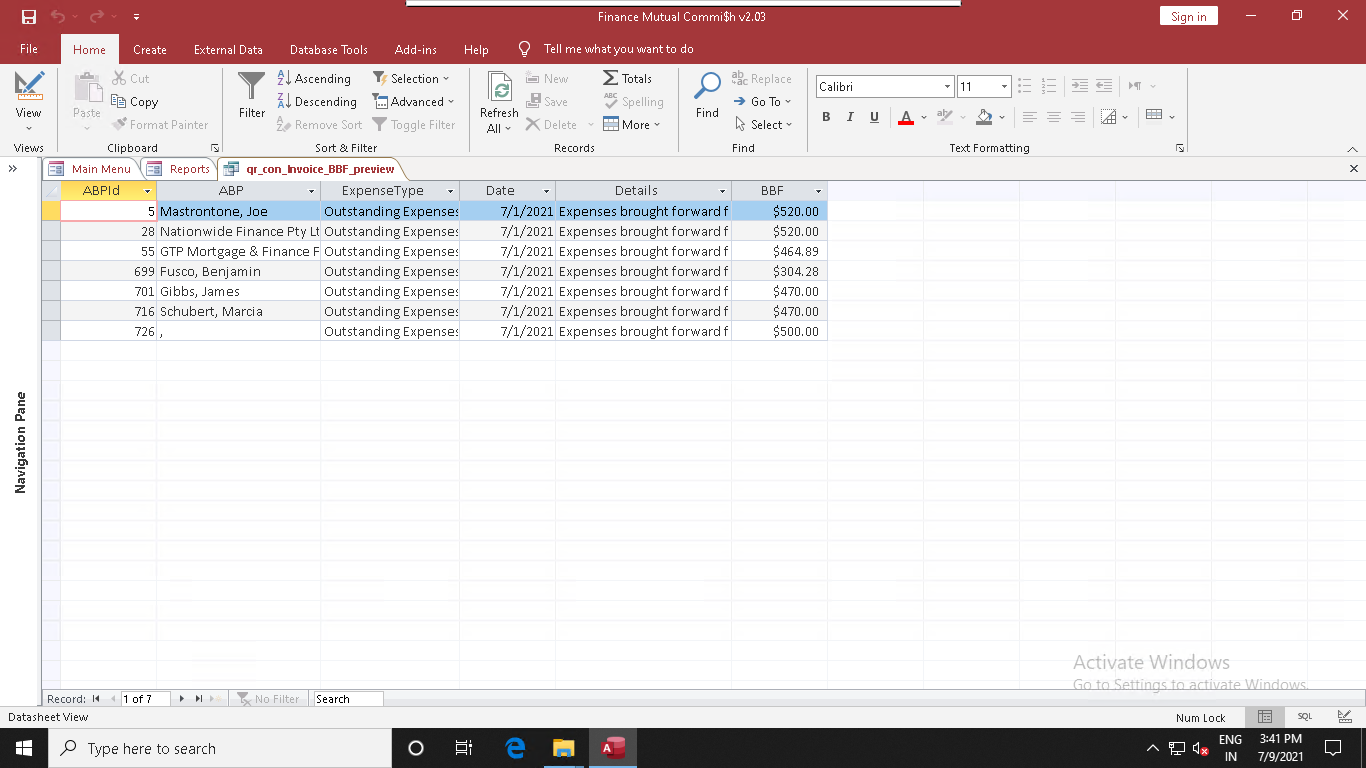 Finance Mutual Commi$h v2.03
Sign in
File Home Create External Data Database Tools Add-ins Help Tell me what you want to do
View
Views
Paste
Cut
Copy
Format Painter
Clipboard
Filter
Ascending
Descending
Remove Sort
Selection
Advanced
Toggle Filter
Sort & Filter
Refresh
All
New
Save
Delete
Totals
Spelling
More
Records
Find
Replace
Go To
Select
Find
Calibri 11
B I U A
Text Formatting
Main Menu Reports qr_con_Invoice_BBF_preview
ABPId ABP ExpenseType Date Details BBF
5 Mastrontone, Joe Outstanding Expenses 7/1/2021 Expenses brought forward f $520.00
28 Nationwide Finance Pty Lt Outstanding Expenses 7/1/2021 Expenses brought forward f $520.00
55 GTP Mortgage & Finance F Outstanding Expenses 7/1/2021 Expenses brought forward f $464.89
699 Fusco, Benjamin Outstanding Expenses 7/1/2021 Expenses brought forward f $304.28
701 Gibbs, James Outstanding Expenses 7/1/2021 Expenses brought forward f $470.00
716 Schubert, Marcia Outstanding Expenses 7/1/2021 Expenses brought forward f $470.00
726 , Outstanding Expenses 7/1/2021 Expenses brought forward f $500.00
Navigation Pane
Activate Windows
Go to Settings to activate Windows.
Record: 1 of 7 No Filter Search
Datasheet View
Num Lock
SQL
Type here to search
ENG
IN
3:41 PM
7/9/2021